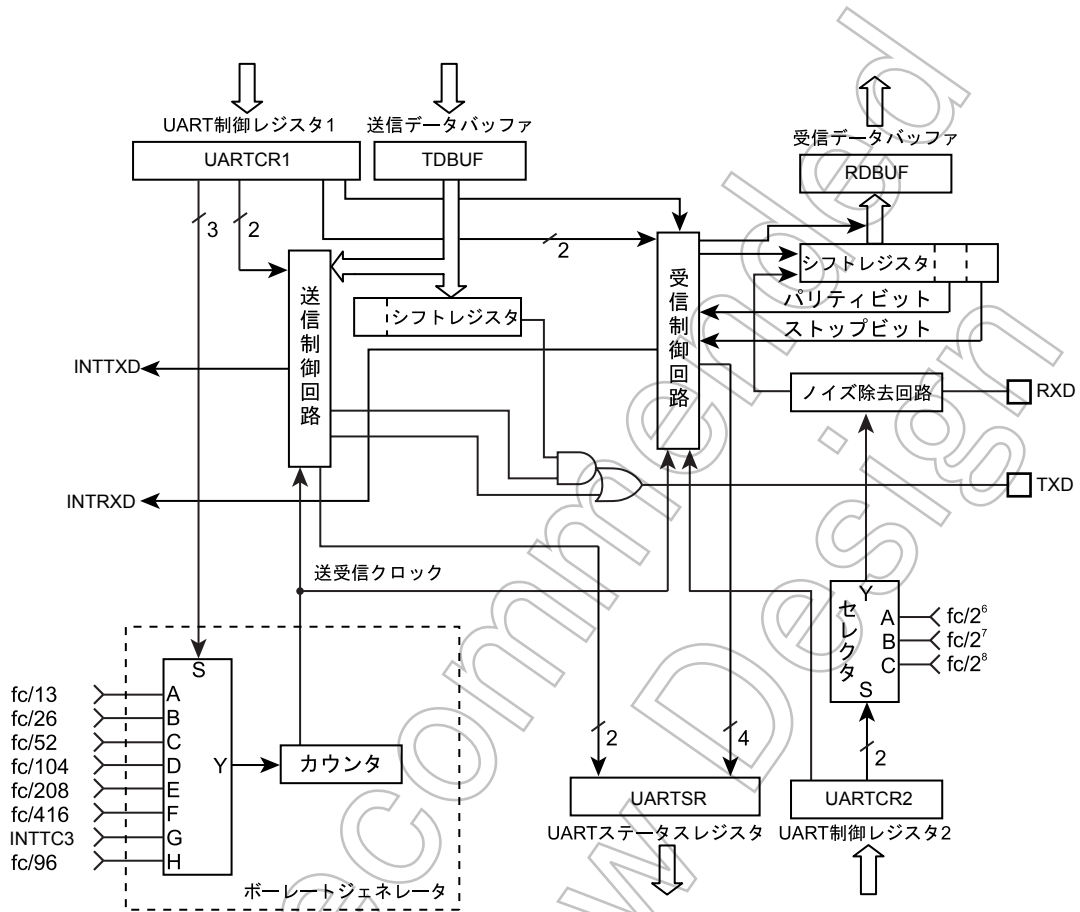 UART制御レジスタ1
送信データバッファ
受信データバッファ
UARTCR1
TDBUF
RDBUF
3
2
2
送信制御回路
受信制御回路
シフトレジスタ
シフトレジスタ
パリティビット
ストップビット
INTTXD
ノイズ除去回路
RXD
INTRXD
TXD
送受信クロック
Y
セレクタ
A
B
C
S
fc/2⁶
fc/2⁷
fc/2⁸
S
fc/13
A
fc/26
B
fc/52
C
fc/104
D
Y
カウンタ
fc/208
E
fc/416
F
INTTC3
G
fc/96
H
ボーレートジェネレータ
2
4
2
UARTSR
UARTCR2
UARTステータスレジスタ
UART制御レジスタ2
ecommended
w Design